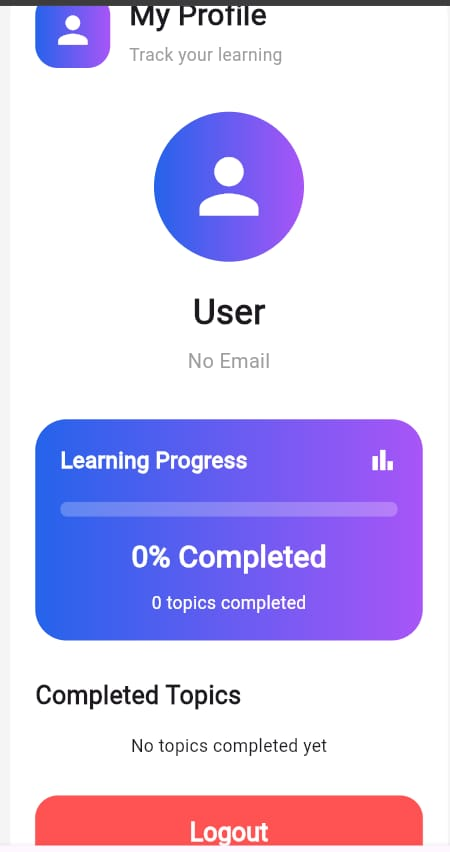 My Profile
Track your learning
User
No Email
Learning Progress
0% Completed
0 topics completed
Completed Topics
No topics completed yet
Logout